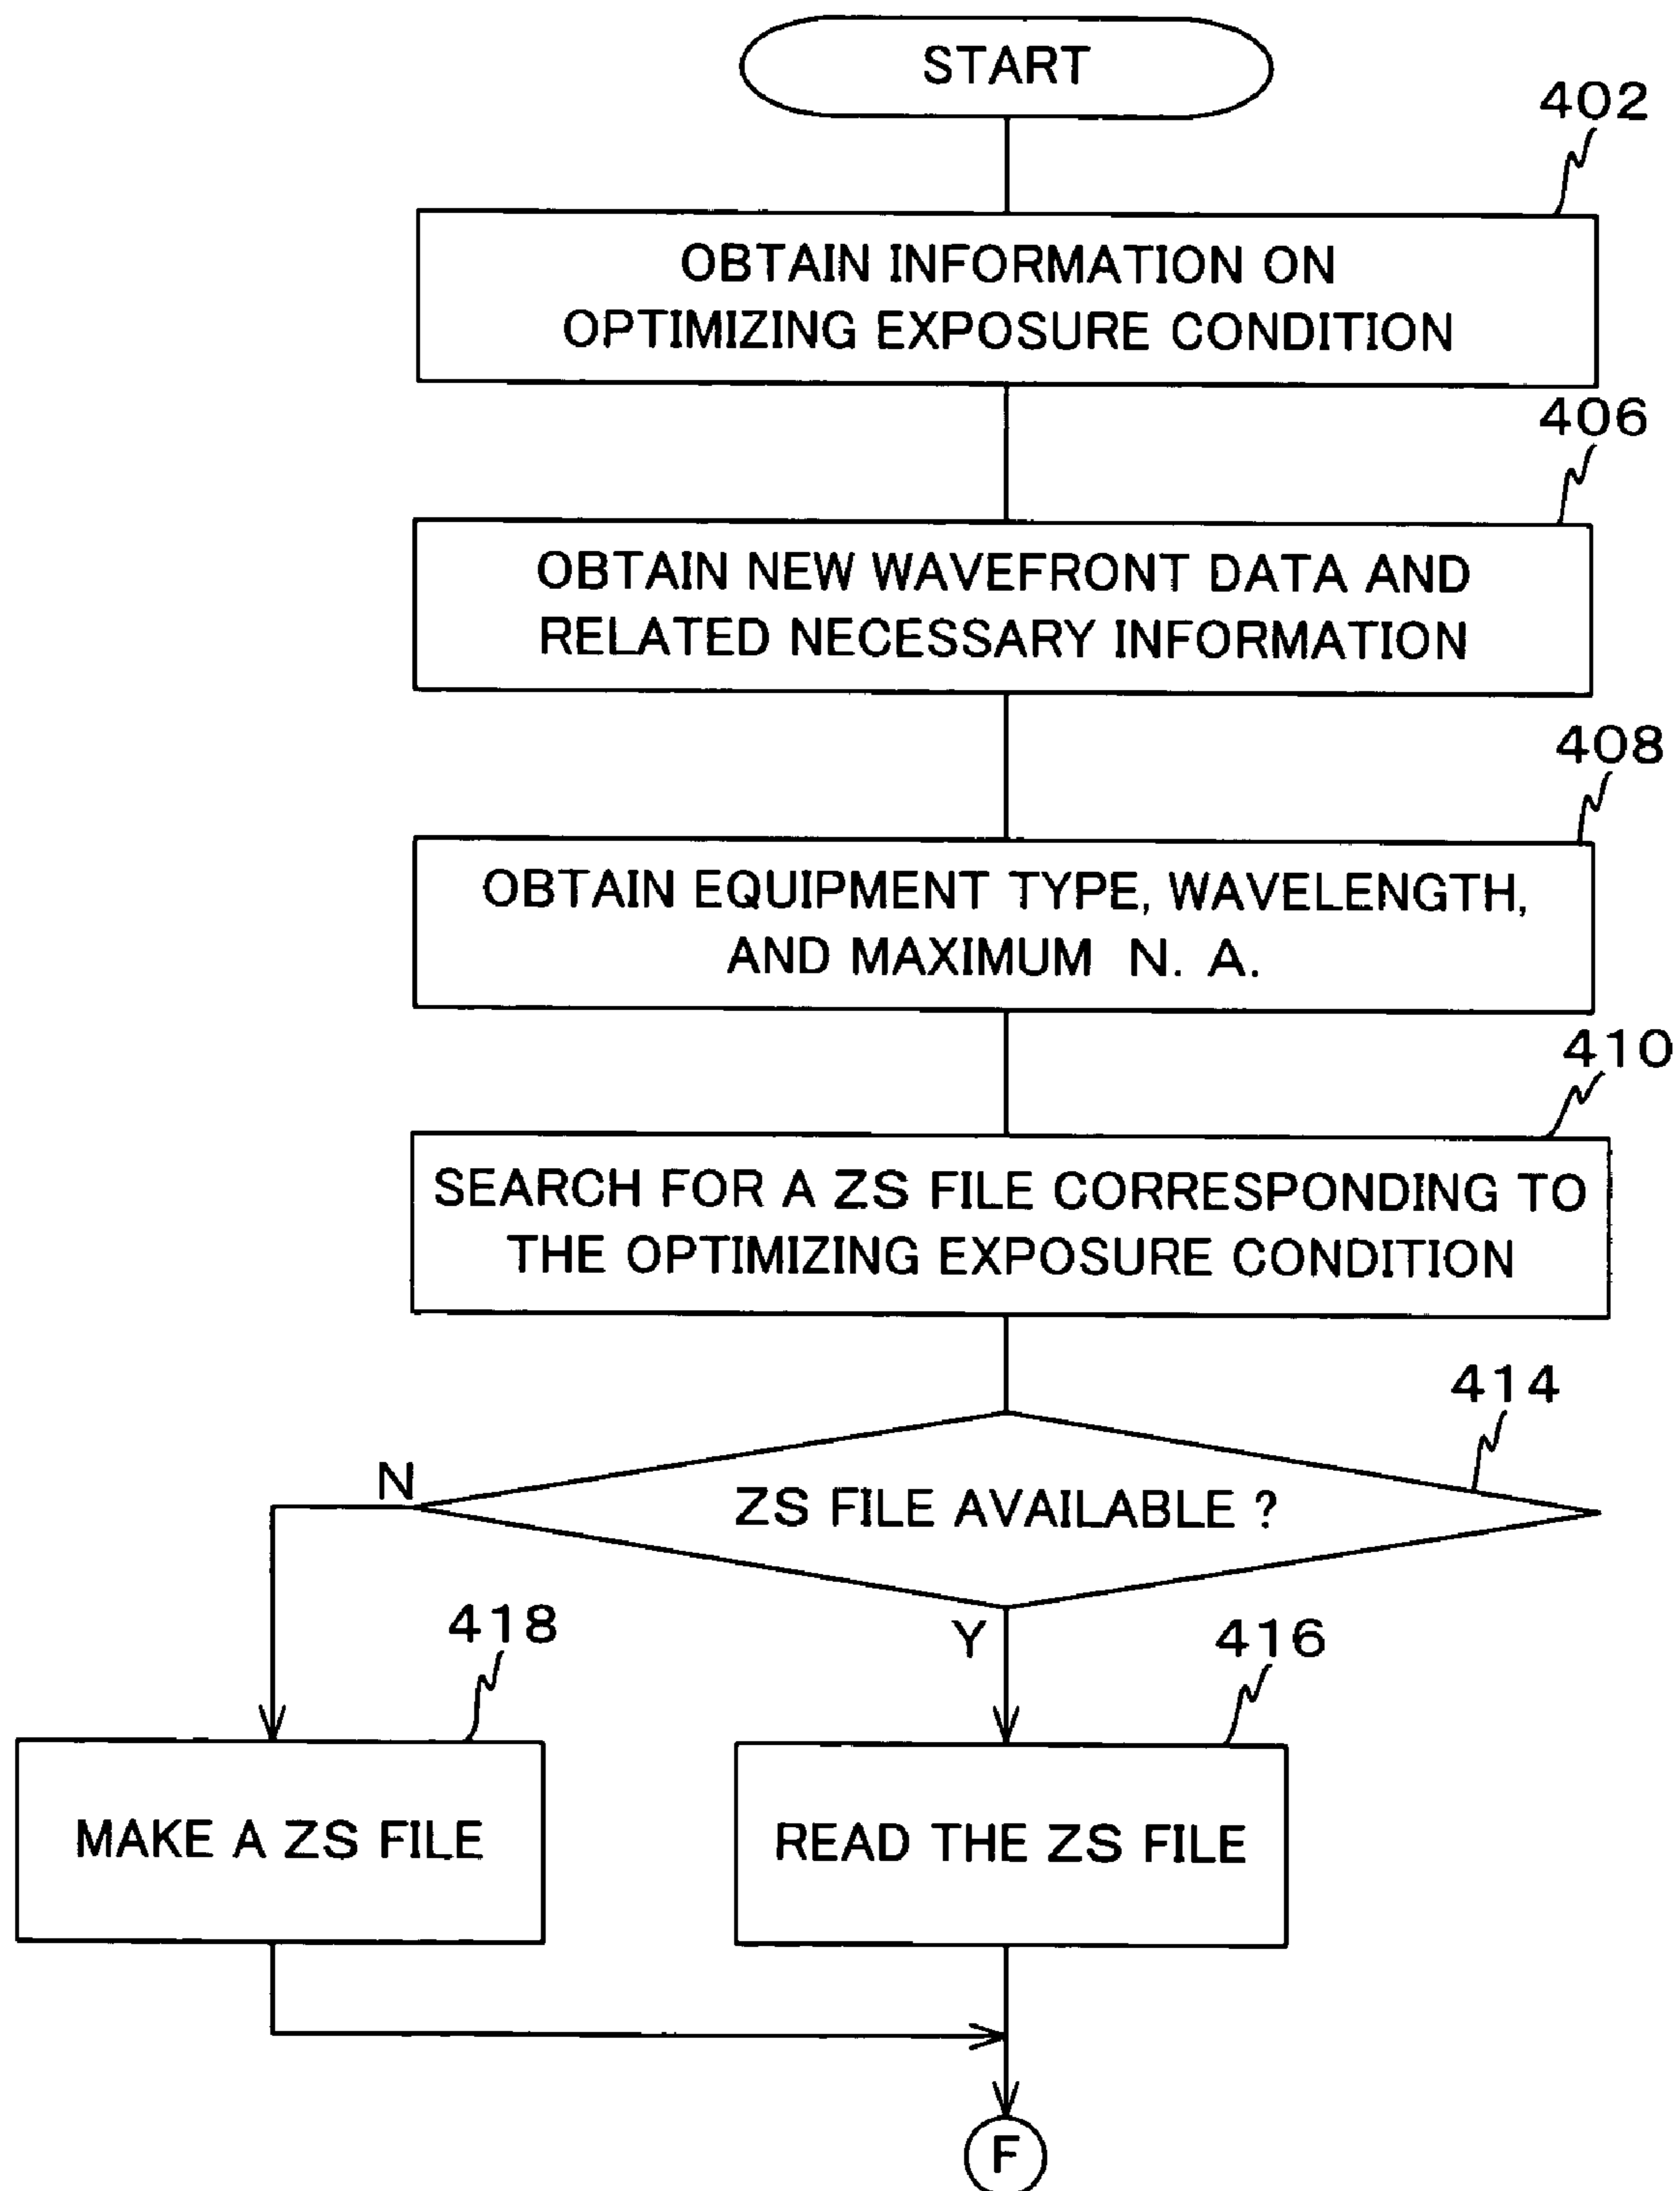 START
402
OBTAIN INFORMATION ON
OPTIMIZING EXPOSURE CONDITION
406
OBTAIN NEW WAVEFRONT DATA AND
RELATED NECESSARY INFORMATION
408
OBTAIN EQUIPMENT TYPE, WAVELENGTH,
AND MAXIMUM N. A.
410
SEARCH FOR A ZS FILE CORRESPONDING TO
THE OPTIMIZING EXPOSURE CONDITION
414
N
ZS FILE AVAILABLE ?
418
Y
416
MAKE A ZS FILE
READ THE ZS FILE
F